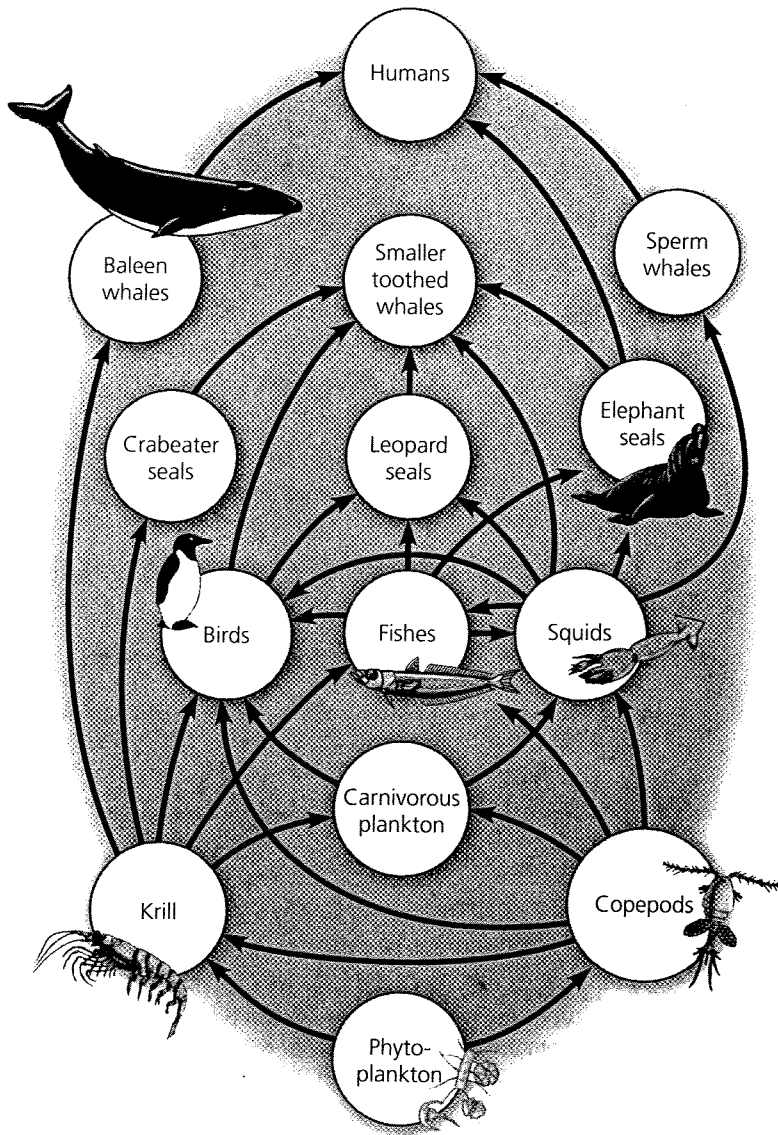 Humans
Baleen
whales
Smaller
toothed
whales
Sperm
whales
Crabeater
seals
Leopard
seals
Elephant
seals
Birds
Fishes
Squids
Carnivorous
plankton
Krill
Copepods
Phyto-
plankton